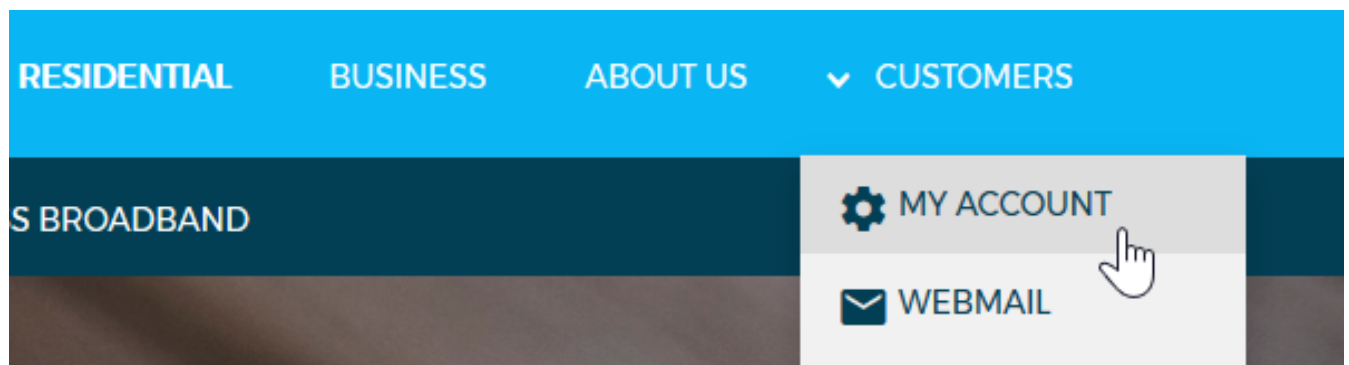 RESIDENTIAL BUSINESS ABOUT US CUSTOMERS
MY ACCOUNT
S BROADBAND
WEBMAIL